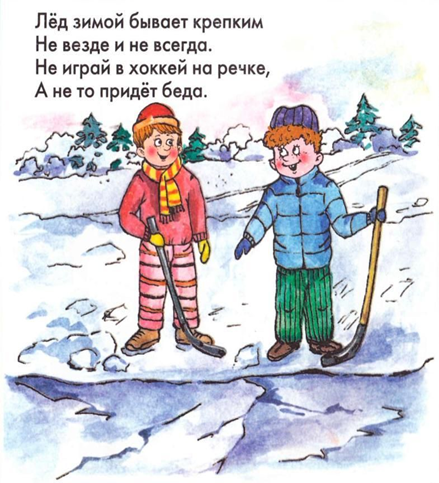 Лёд зимой бывает крепким
Не везде и не всегда.
Не играй в хоккей на речке,
А не то придёт беда.